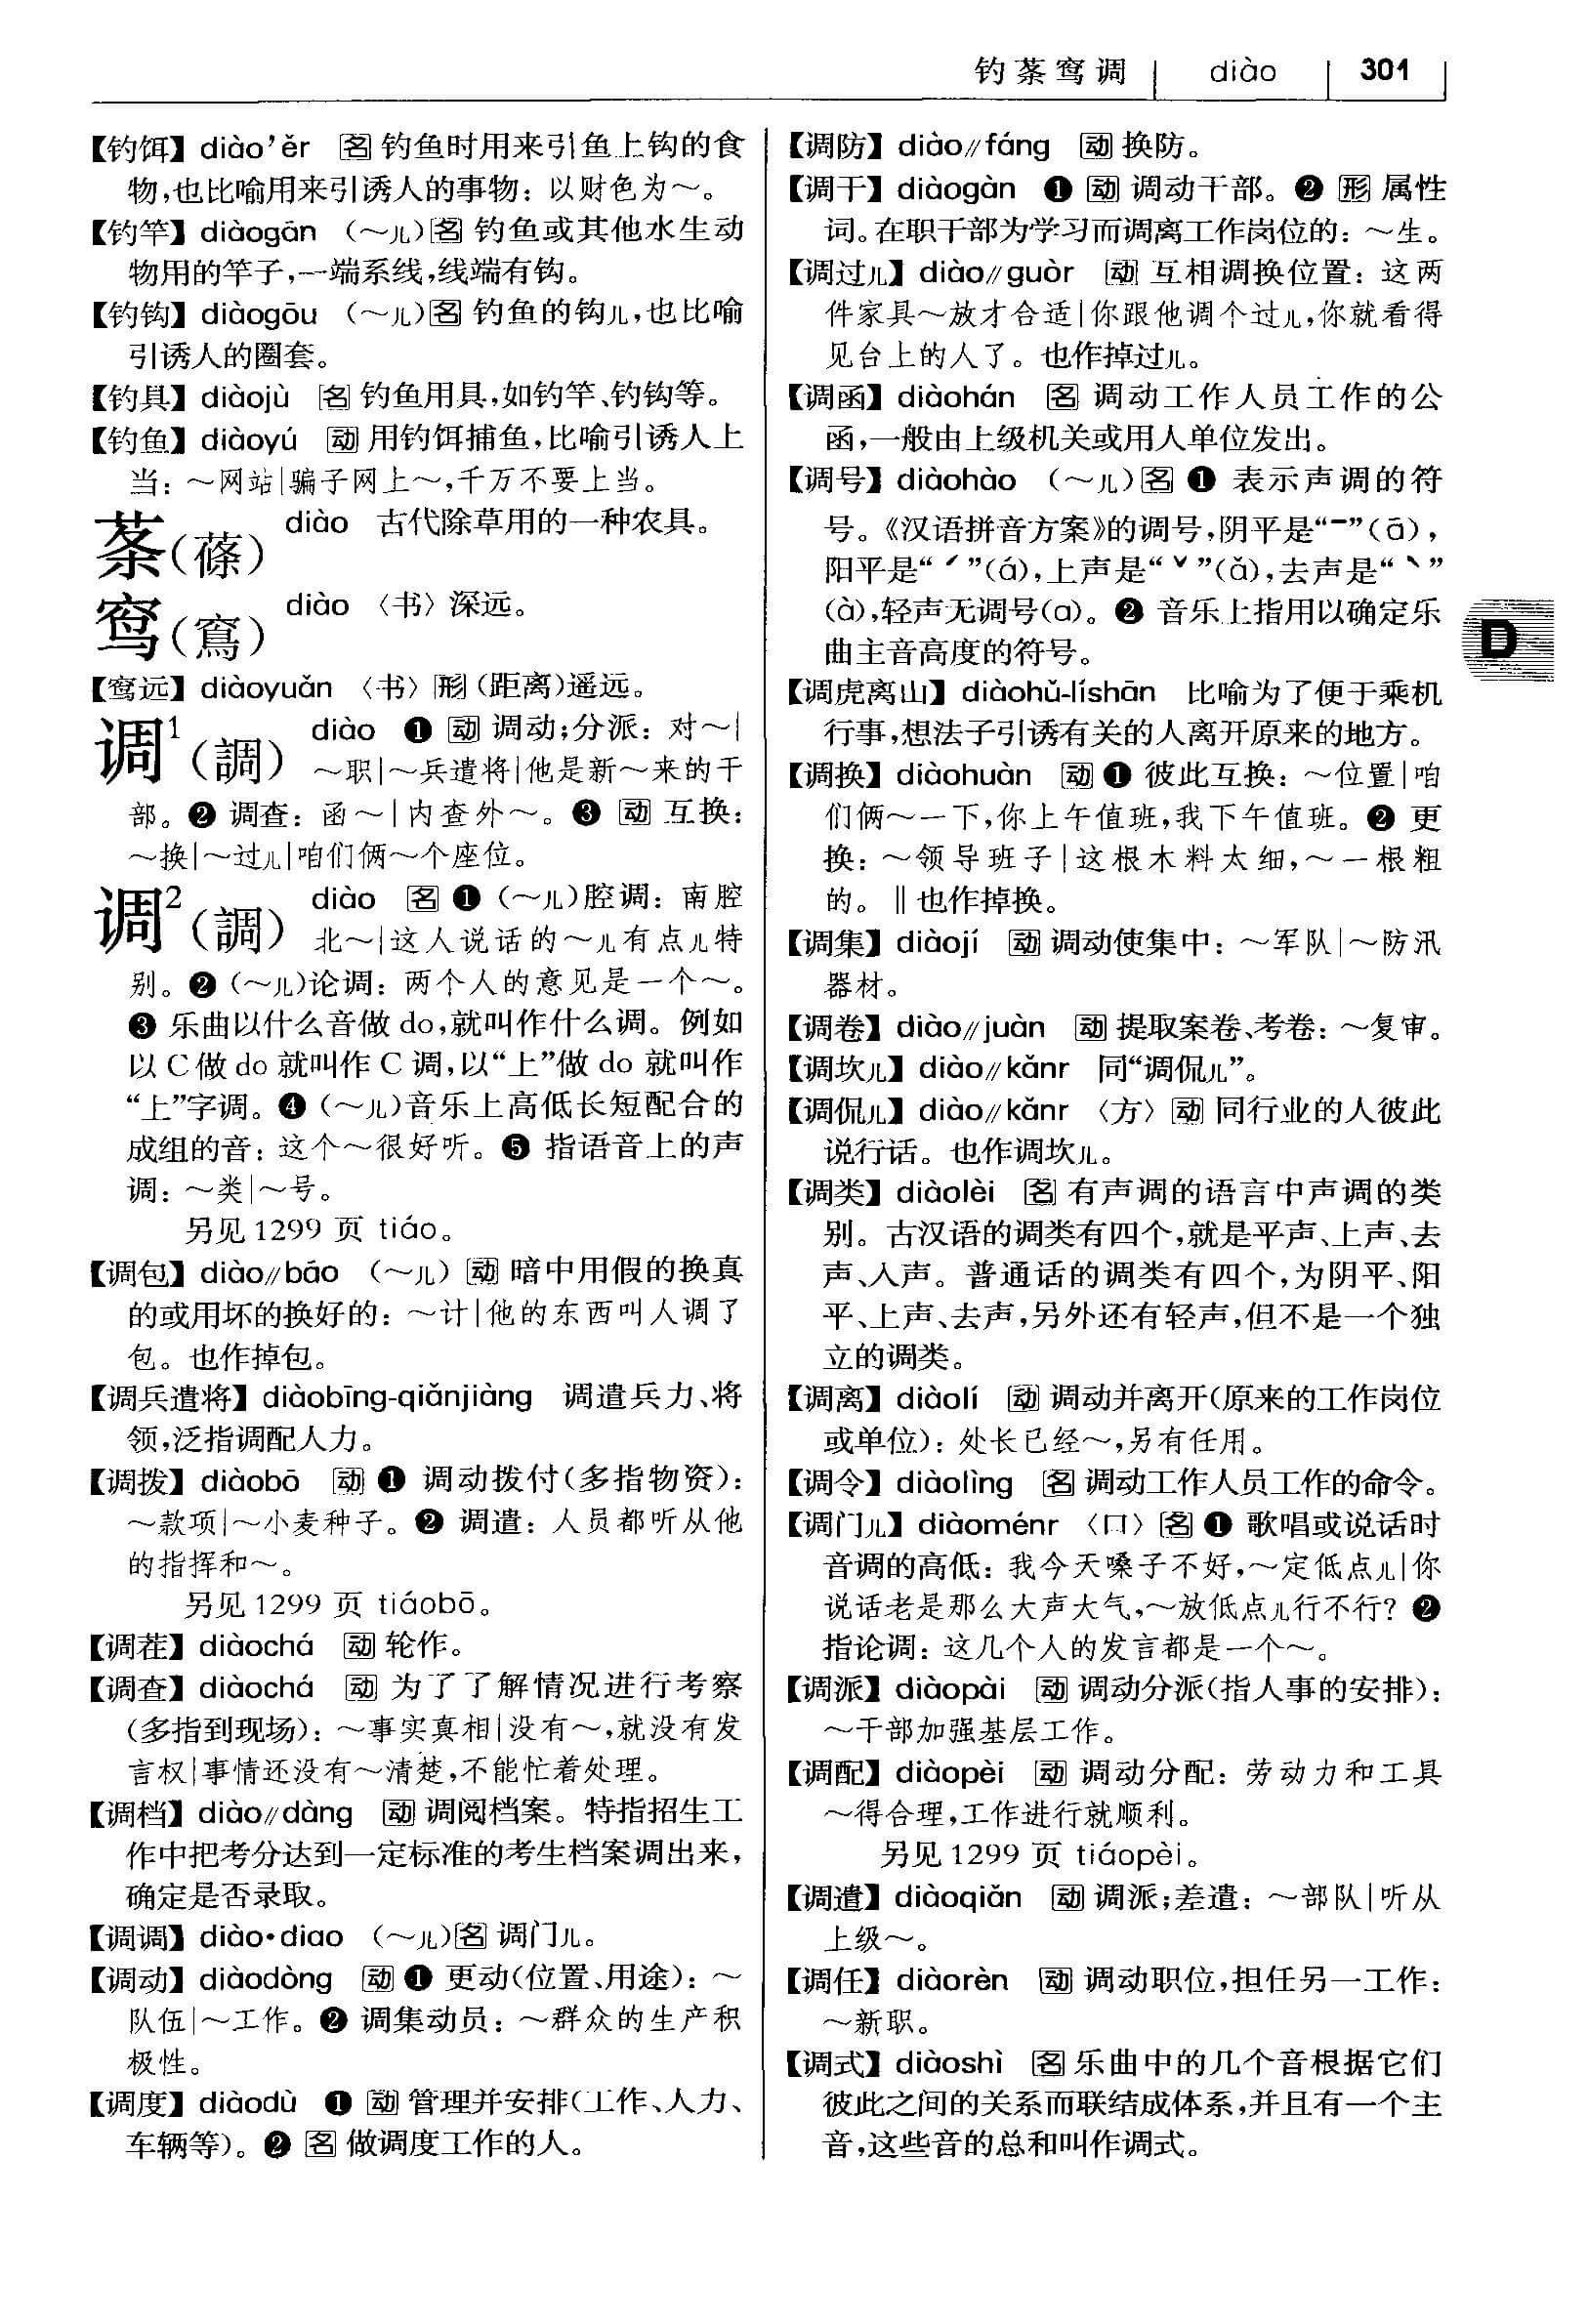 钓 䒷 窎 调 diào 301
【钓饵】 diào’ěr 名 钓鱼时用来引鱼上钩的食
物,也比喻用来引诱人的事物: 以财色为～。
【钓竿】 diàogān (～儿)名 钓鱼或其他水生动
物用的竿子,一端系线,线端有钩。
【钓钩】 diàogōu (～儿)名 钓鱼的钩儿,也比喻
引诱人的圈套。
【钓具】 diàojù 名 钓鱼用具,如钓竿、钓钩等。
【钓鱼】 diàoyú 动 用钓饵捕鱼,比喻引诱人上
当: ～网站|骗子网上～,千万不要上当。
䒷(蓧) diào 古代除草用的一种农具。
窎(窵) diào 〈书〉深远。
【窎远】 diàoyuǎn 〈书〉形 (距离)遥远。
调¹(調) diào ❶ 动 调动;分派: 对～|
～职|～兵遣将|他是新～来的干
部。❷ 调查: 函～|内查外～。❸ 动 互换:
～换|～过儿|咱们俩～个座位。
调²(調) diào 名 ❶ (～儿)腔调: 南腔
北～|这人说话的～儿有点儿特
别。❷ (～儿)论调: 两个人的意见是一个～。
❸ 乐曲以什么音做 do,就叫作什么调。例如
以 C 做 do 就叫作 C 调,以“上”做 do 就叫作
“上”字调。❹ (～儿)音乐上高低长短配合的
成组的音: 这个～很好听。❺ 指语音上的声
调: ～类|～号。
另见 1299 页 tiáo。
【调包】 diào∥bāo (～儿) 动 暗中用假的换真
的或用坏的换好的: ～计|他的东西叫人调了
包。也作掉包。
【调兵遣将】 diàobīng-qiǎnjiàng 调遣兵力、将
领,泛指调配人力。
【调拨】 diàobō 动 ❶ 调动拨付(多指物资):
～款项|～小麦种子。❷ 调遣: 人员都听从他
的指挥和～。
另见 1299 页 tiáobō。
【调茬】 diàochá 动 轮作。
【调查】 diàochá 动 为了了解情况进行考察
(多指到现场): ～事实真相|没有～,就没有发
言权|事情还没有～清楚,不能忙着处理。
【调档】 diào∥dàng 动 调阅档案。特指招生工
作中把考分达到一定标准的考生档案调出来,
确定是否录取。
【调调】 diào·diao (～儿)名 调门儿。
【调动】 diàodòng 动 ❶ 更动(位置、用途): ～
队伍|～工作。❷ 调集动员: ～群众的生产积
极性。
【调度】 diàodù ❶ 动 管理并安排(工作、人力、
车辆等)。❷ 名 做调度工作的人。
【调防】 diào∥fáng 动 换防。
【调干】 diàogàn ❶ 动 调动干部。❷ 形 属性
词。在职干部为学习而调离工作岗位的: ～生。
【调过儿】 diào∥guòr 动 互相调换位置: 这两
件家具～放才合适|你跟他调个过儿,你就看得
见台上的人了。也作掉过儿。
【调函】 diàohán 名 调动工作人员工作的公
函,一般由上级机关或用人单位发出。
【调号】 diàohào (～儿)名 ❶ 表示声调的符
号。《汉语拼音方案》的调号,阴平是“ˉ”(ā),
阳平是“ˊ”(á),上声是“ˇ”(ǎ),去声是“ˋ”
(à),轻声无调号(a)。❷ 音乐上指用以确定乐
曲主音高度的符号。
D
【调虎离山】 diàohǔ-líshān 比喻为了便于乘机
行事,想法子引诱有关的人离开原来的地方。
【调换】 diàohuàn 动 ❶ 彼此互换: ～位置|咱
们俩～一下,你上午值班,我下午值班。❷ 更
换: ～领导班子|这根木料太细,～一根粗
的。‖也作掉换。
【调集】 diàojí 动 调动使集中: ～军队|～防汛
器材。
【调卷】 diào∥juàn 动 提取案卷、考卷: ～复审。
【调坎儿】 diào∥kǎnr 同“调侃儿”。
【调侃儿】 diào∥kǎnr 〈方〉动 同行业的人彼此
说行话。也作调坎儿。
【调类】 diàolèi 名 有声调的语言中声调的类
别。古汉语的调类有四个,就是平声、上声、去
声、入声。普通话的调类有四个,为阴平、阳
平、上声、去声,另外还有轻声,但不是一个独
立的调类。
【调离】 diàolí 动 调动并离开(原来的工作岗位
或单位): 处长已经～,另有任用。
【调令】 diàolìng 名 调动工作人员工作的命令。
【调门儿】 diàoménr 〈口〉名 ❶ 歌唱或说话时
音调的高低: 我今天嗓子不好,～定低点儿|你
说话老是那么大声大气,～放低点儿行不行? ❷
指论调: 这几个人的发言都是一个～。
【调派】 diàopài 动 调动分派(指人事的安排):
～干部加强基层工作。
【调配】 diàopèi 动 调动分配: 劳动力和工具
～得合理,工作进行就顺利。
另见 1299 页 tiáopèi。
【调遣】 diàoqiǎn 动 调派;差遣: ～部队|听从
上级～。
【调任】 diàorèn 动 调动职位,担任另一工作:
～新职。
【调式】 diàoshì 名 乐曲中的几个音根据它们
彼此之间的关系而联结成体系,并且有一个主
音,这些音的总和叫作调式。